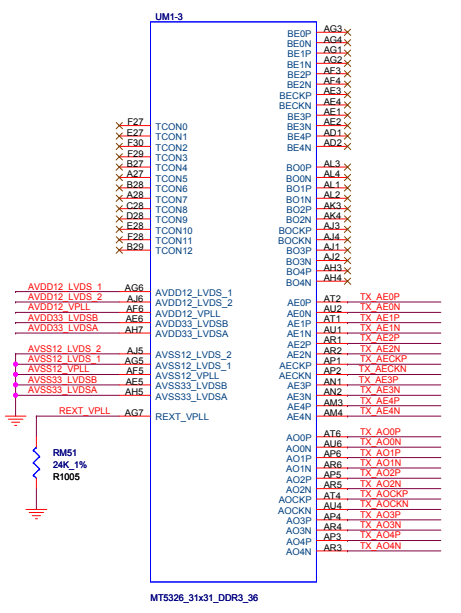 UM1-3
BE0P AG3
BE0N AG4
BE1P AG1
BE1N AG2
BE2P AF3
BE2N AF4
BECKP AE3
BECKN AE4
BE3P AE1
BE3N AE2
BE4P AD1
BE4N AD2
F27 TCON0
E27 TCON1
F30 TCON2
F29 TCON3
B27 TCON4
A27 TCON5
B28 TCON6
A28 TCON7
C28 TCON8
D28 TCON9
E28 TCON10
F28 TCON11
B29 TCON12
BO0P AL3
BO0N AL4
BO1P AL1
BO1N AL2
BO2P AK3
BO2N AK4
BOCKP AJ3
BOCKN AJ4
BO3P AJ1
BO3N AJ2
BO4P AH3
BO4N AH4
AVDD12_LVDS_1 AG6 AVDD12_LVDS_1
AVDD12_LVDS_2 AJ6 AVDD12_LVDS_2
AVDD12_VPLL AF6 AVDD12_VPLL
AVDD33_LVDSB AE6 AVDD33_LVDSB
AVDD33_LVDSA AH7 AVDD33_LVDSA
AVSS12_LVDS_2 AJ5 AVSS12_LVDS_2
AVSS12_LVDS_1 AG5 AVSS12_LVDS_1
AVSS12_VPLL AF5 AVSS12_VPLL
AVSS33_LVDSB AE5 AVSS33_LVDSB
AVSS33_LVDSA AH5 AVSS33_LVDSA
REXT_VPLL AG7 REXT_VPLL
AE0P AT2 TX_AE0P
AE0N AU2 TX_AE0N
AE1P AT1 TX_AE1P
AE1N AU1 TX_AE1N
AE2P AR1 TX_AE2P
AE2N AR2 TX_AE2N
AECKP AP1 TX_AECKP
AECKN AP2 TX_AECKN
AE3P AN1 TX_AE3P
AE3N AN2 TX_AE3N
AE4P AM3 TX_AE4P
AE4N AM4 TX_AE4N
RM51
24K_1%
R1005
AO0P AT6 TX_AO0P
AO0N AU6 TX_AO0N
AO1P AP6 TX_AO1P
AO1N AR6 TX_AO1N
AO2P AP5 TX_AO2P
AO2N AR5 TX_AO2N
AOCKP AT4 TX_AOCKP
AOCKN AU4 TX_AOCKN
AO3P AP4 TX_AO3P
AO3N AR4 TX_AO3N
AO4P AP3 TX_AO4P
AO4N AR3 TX_AO4N
MT5326_31x31_DDR3_36